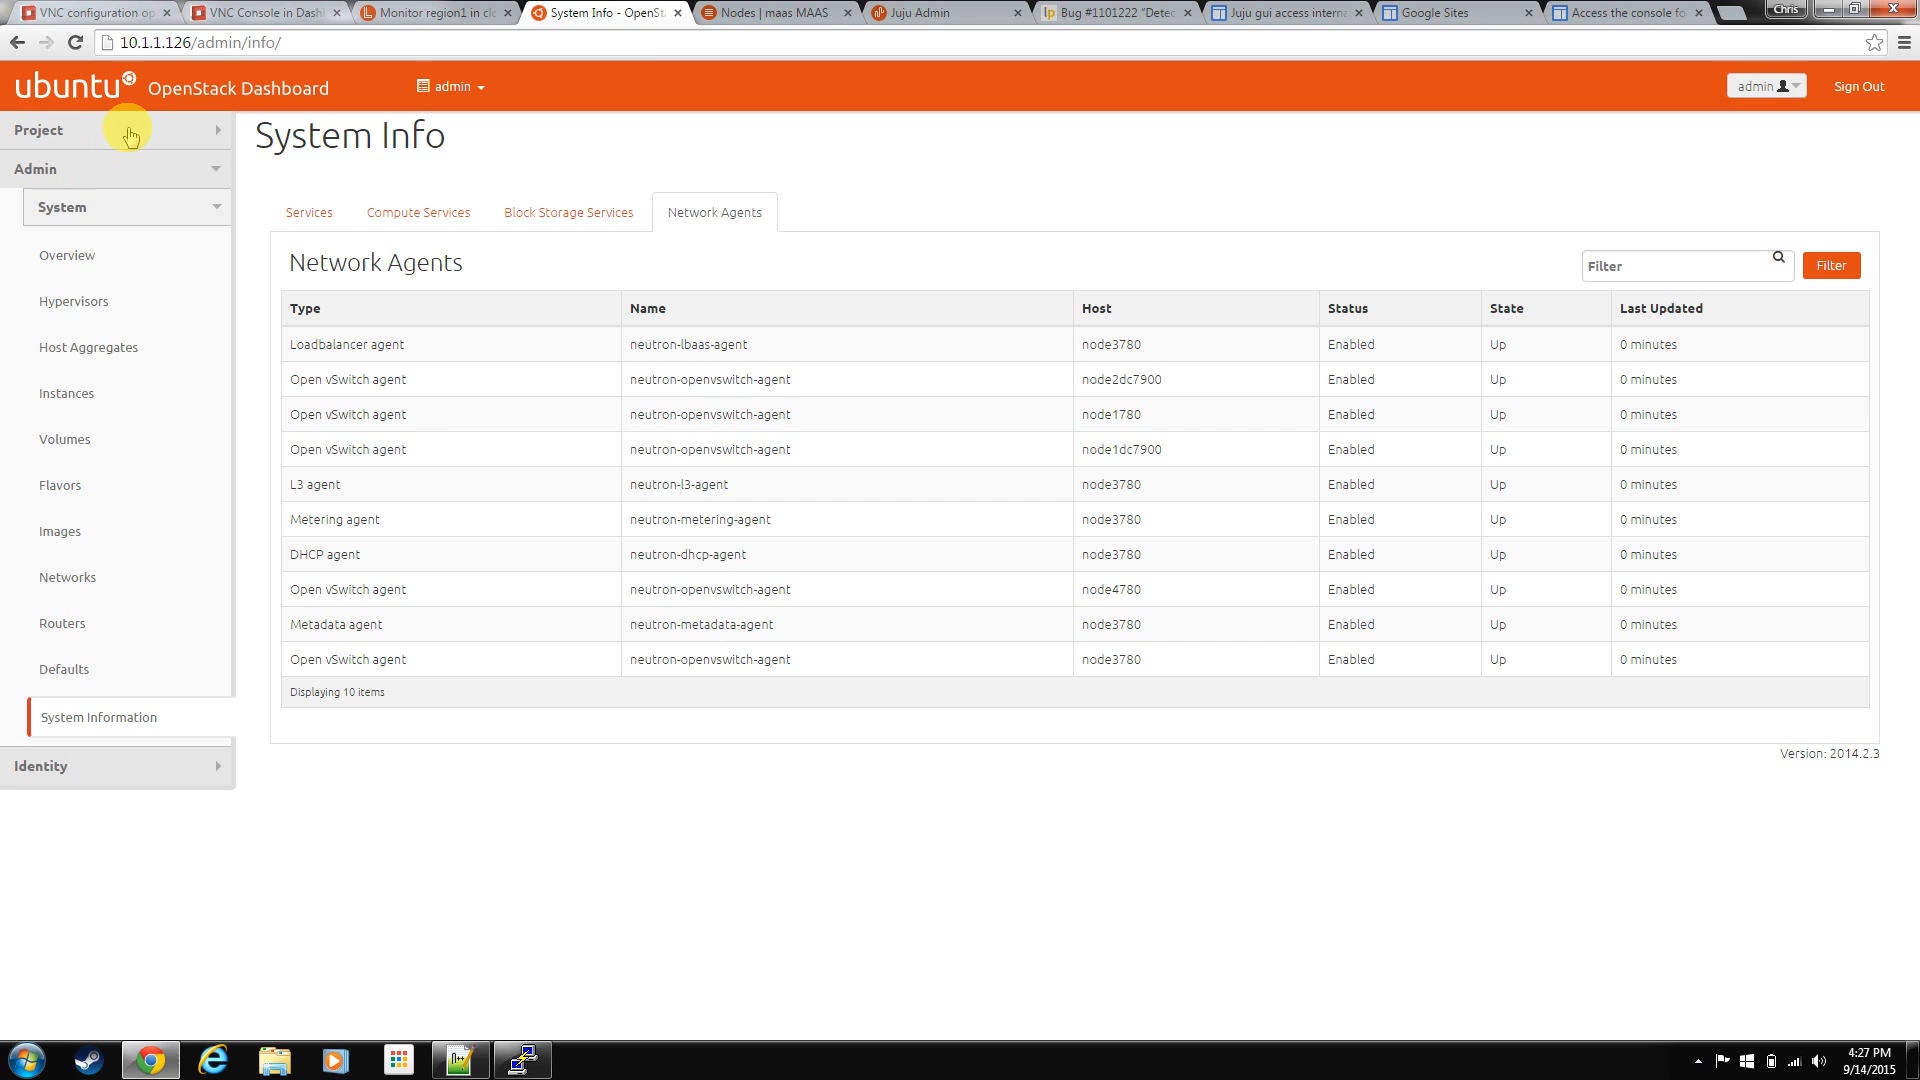 VNC configuration op
VNC Console in Dash
Monitor region1 in clo
System Info - OpenSta
Nodes | maas MAAS
Juju Admin
Bug #1101222 "Detec
Juju gui access interna
Google Sites
Access the console fo
Chris
10.1.1.126/admin/info/
ubuntu OpenStack Dashboard
admin
admin
Sign Out
Project
Admin
System
Overview
Hypervisors
Host Aggregates
Instances
Volumes
Flavors
Images
Networks
Routers
Defaults
System Information
Identity
System Info
Services Compute Services Block Storage Services Network Agents
Network Agents
Filter Filter
Type Name Host Status State Last Updated
Loadbalancer agent neutron-lbaas-agent node3780 Enabled Up 0 minutes
Open vSwitch agent neutron-openvswitch-agent node2dc7900 Enabled Up 0 minutes
Open vSwitch agent neutron-openvswitch-agent node1780 Enabled Up 0 minutes
Open vSwitch agent neutron-openvswitch-agent node1dc7900 Enabled Up 0 minutes
L3 agent neutron-l3-agent node3780 Enabled Up 0 minutes
Metering agent neutron-metering-agent node3780 Enabled Up 0 minutes
DHCP agent neutron-dhcp-agent node3780 Enabled Up 0 minutes
Open vSwitch agent neutron-openvswitch-agent node4780 Enabled Up 0 minutes
Metadata agent neutron-metadata-agent node3780 Enabled Up 0 minutes
Open vSwitch agent neutron-openvswitch-agent node3780 Enabled Up 0 minutes
Displaying 10 items
Version: 2014.2.3
4:27 PM
9/14/2015